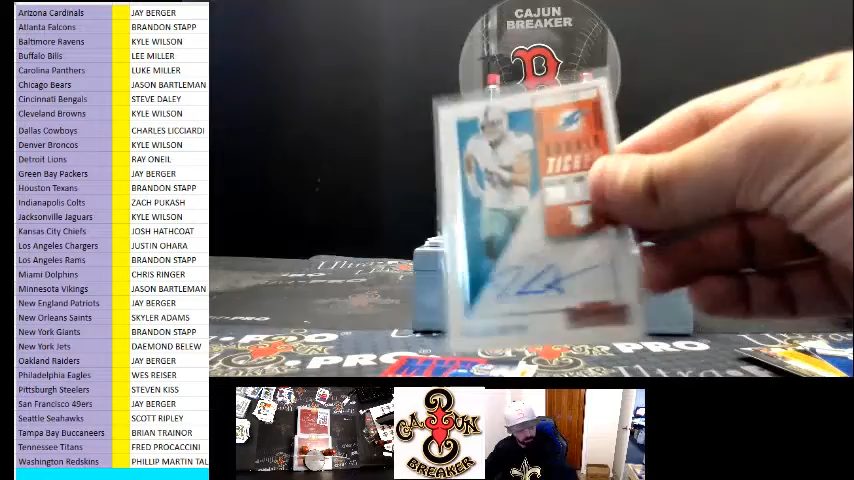 Arizona Cardinals JAY BERGER
Atlanta Falcons BRANDON STAPP
Baltimore Ravens KYLE WILSON
Buffalo Bills LEE MILLER
Carolina Panthers LUKE MILLER
Chicago Bears JASON BARTLEMAN
Cincinnati Bengals STEVE DALEY
Cleveland Browns KYLE WILSON
Dallas Cowboys CHARLES LICCIARDI
Denver Broncos KYLE WILSON
Detroit Lions RAY ONEIL
Green Bay Packers JAY BERGER
Houston Texans BRANDON STAPP
Indianapolis Colts ZACH PUKASH
Jacksonville Jaguars KYLE WILSON
Kansas City Chiefs JOSH HATHCOAT
Los Angeles Chargers JUSTIN OHARA
Los Angeles Rams BRANDON STAPP
Miami Dolphins CHRIS RINGER
Minnesota Vikings JASON BARTLEMAN
New England Patriots JAY BERGER
New Orleans Saints SKYLER ADAMS
New York Giants BRANDON STAPP
New York Jets DAEMOND BELEW
Oakland Raiders JAY BERGER
Philadelphia Eagles WES REISER
Pittsburgh Steelers STEVEN KISS
San Francisco 49ers JAY BERGER
Seattle Seahawks SCOTT RIPLEY
Tampa Bay Buccaneers BRIAN TRAINOR
Tennessee Titans FRED PROCACCINI
Washington Redskins PHILLIP MARTIN TAL
CAJUN
BREAKER
B
TICKET
PRO
MVP
PRO
Ultra
CAJUN
BREAKER